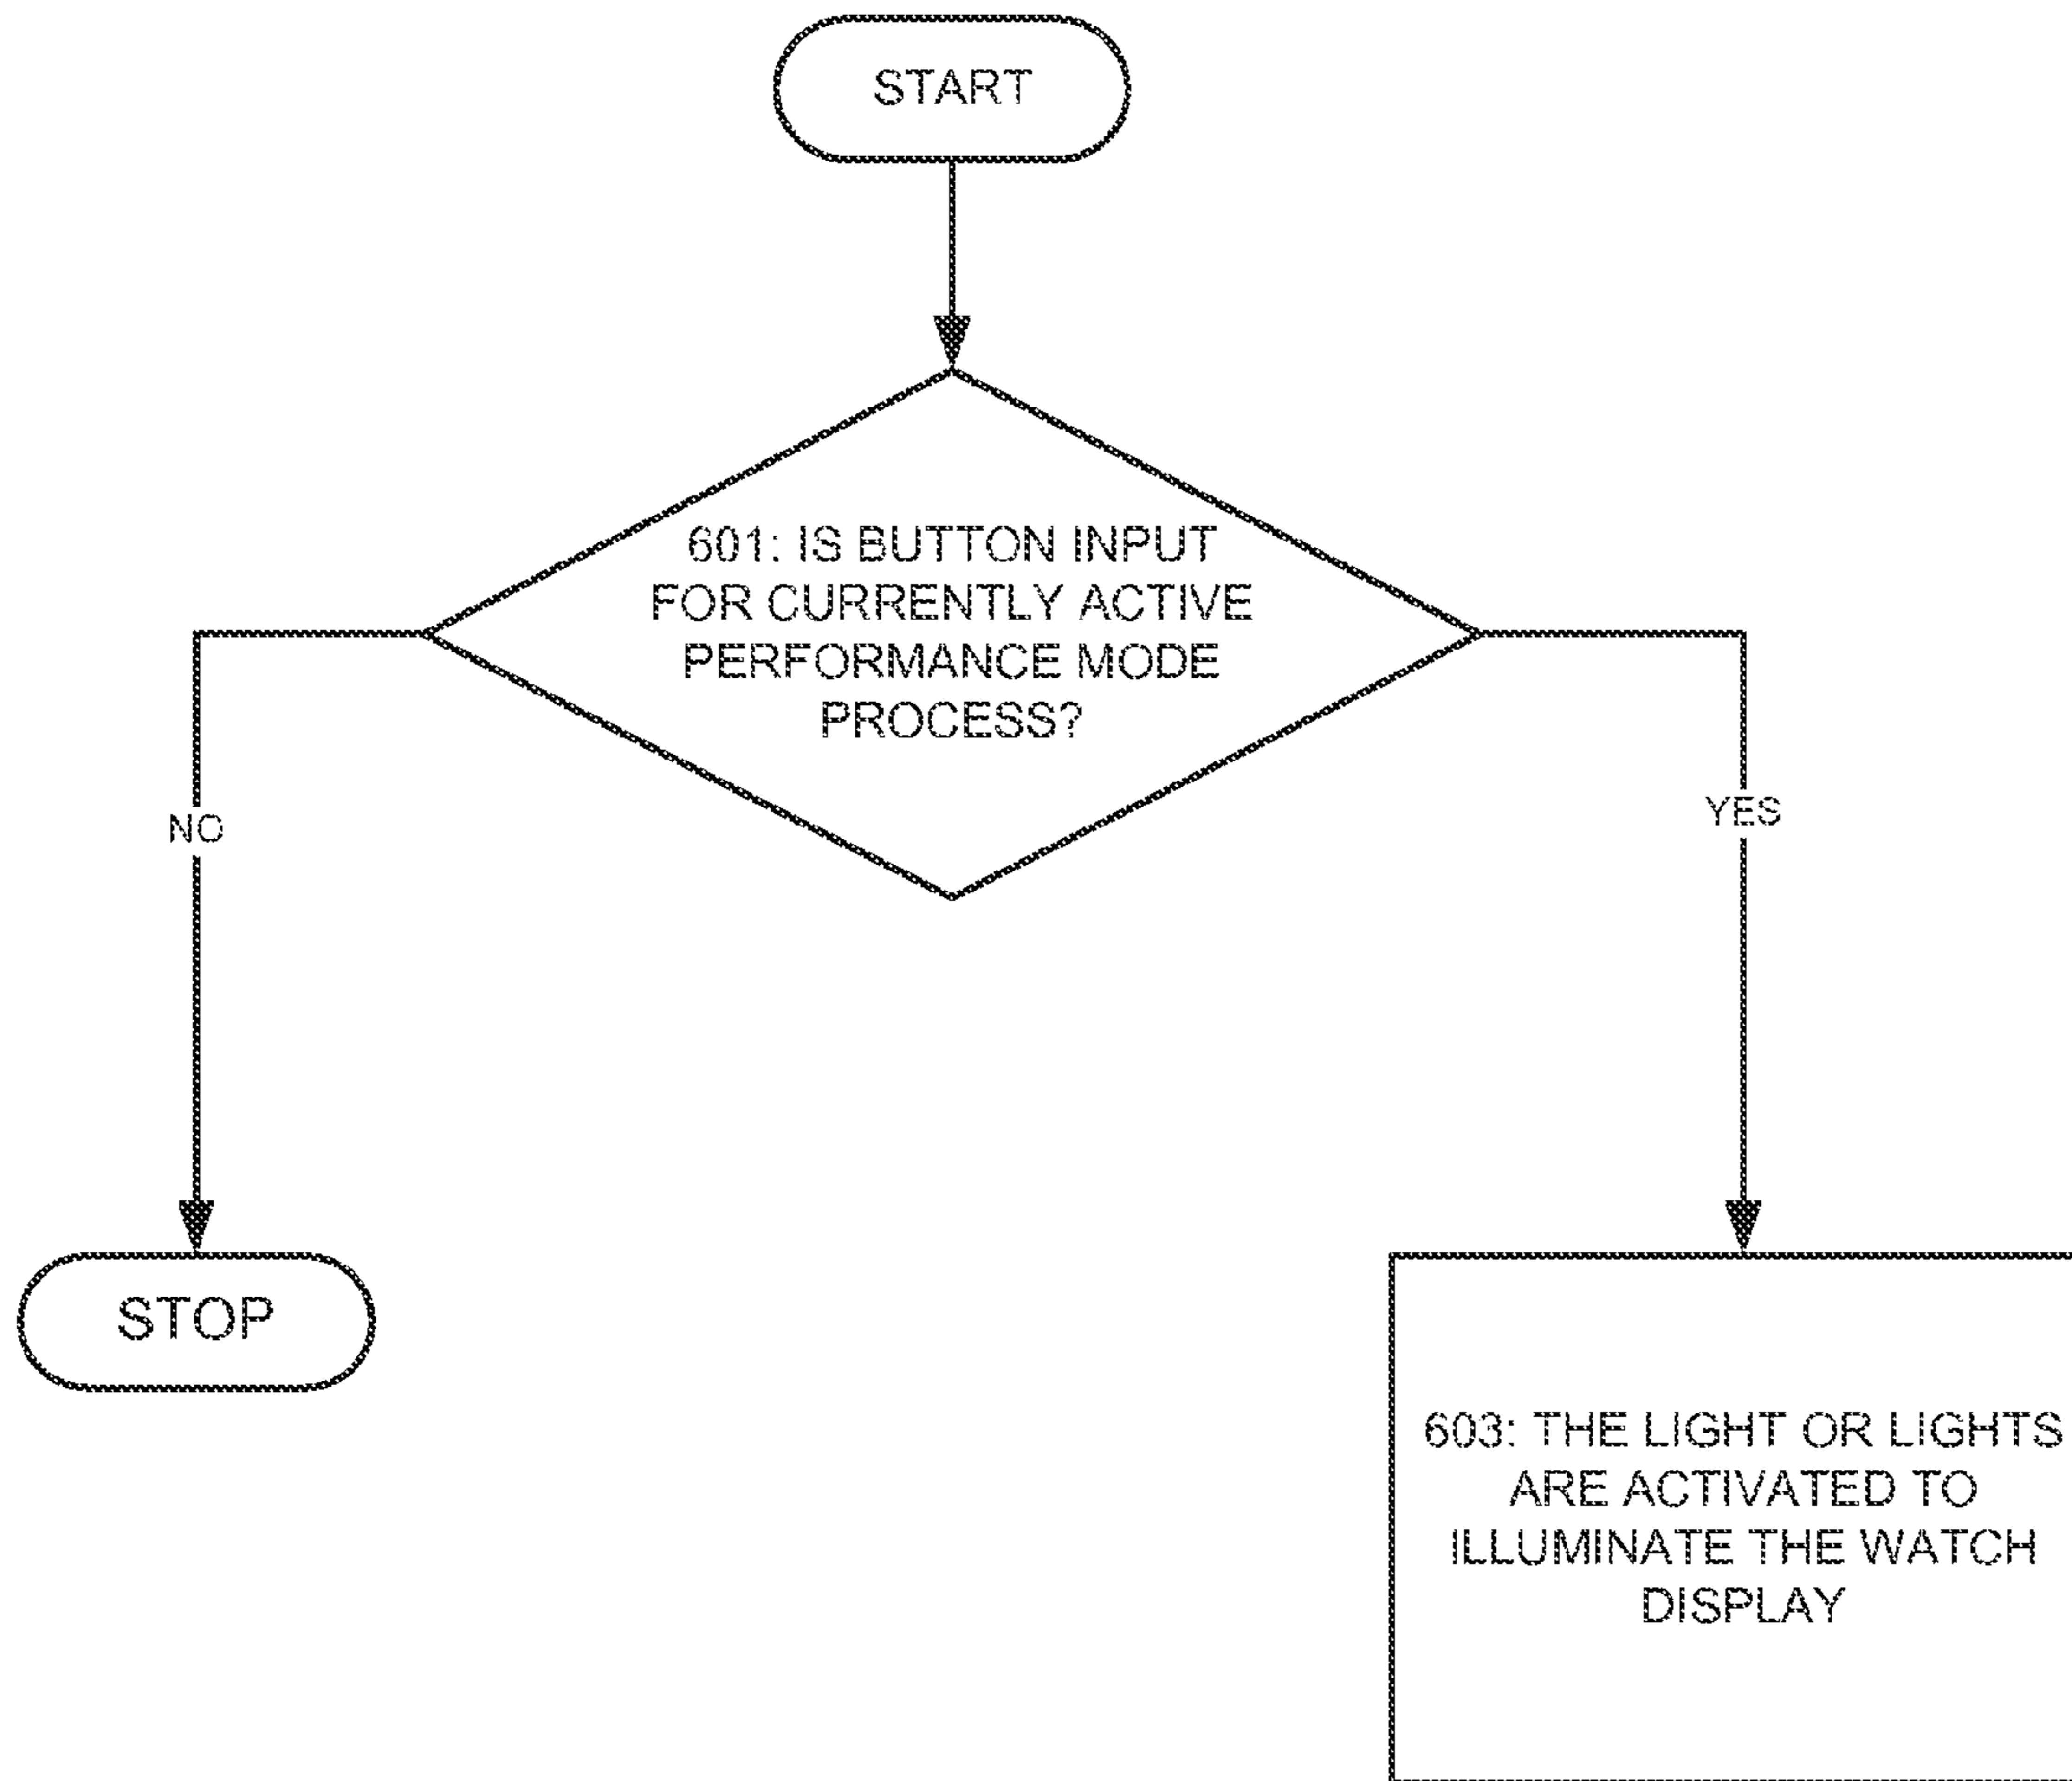 START
601: IS BUTTON INPUT
FOR CURRENTLY ACTIVE
PERFORMANCE MODE
PROCESS?
NO
YES
STOP
603: THE LIGHT OR LIGHTS
ARE ACTIVATED TO
ILLUMINATE THE WATCH
DISPLAY